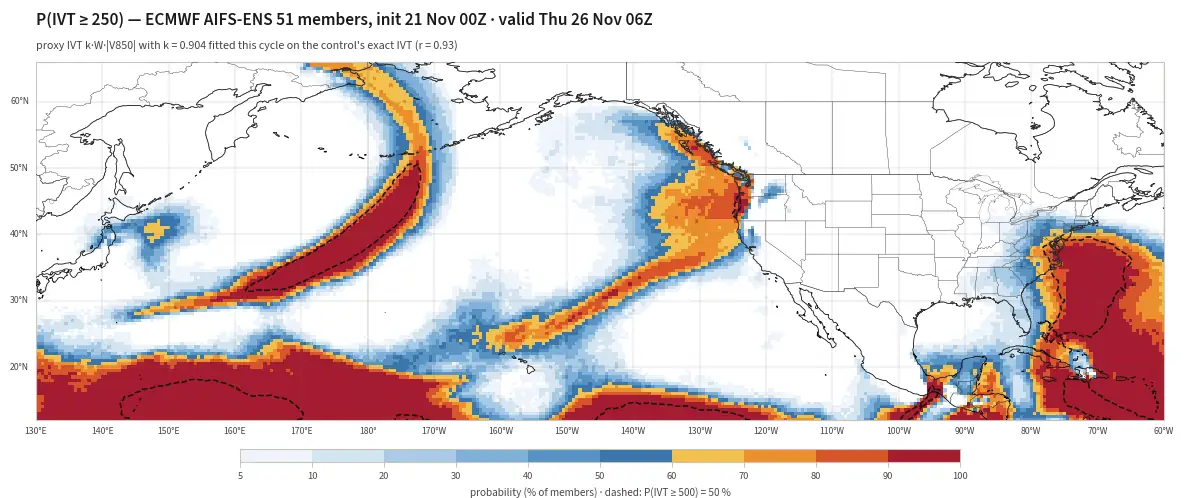 P(IVT ≥ 250) — ECMWF AIFS-ENS 51 members, init 21 Nov 00Z · valid Thu 26 Nov 06Z
proxy IVT k·W·|V850| with k = 0.904 fitted this cycle on the control's exact IVT (r = 0.93)
60°N
50°N
40°N
30°N
20°N
130°E 140°E 150°E 160°E 170°E 180° 170°W 160°W 150°W 140°W 130°W 120°W 110°W 100°W 90°W 80°W 70°W 60°W
5 10 20 30 40 50 60 70 80 90 100
probability (% of members) · dashed: P(IVT ≥ 500) = 50 %